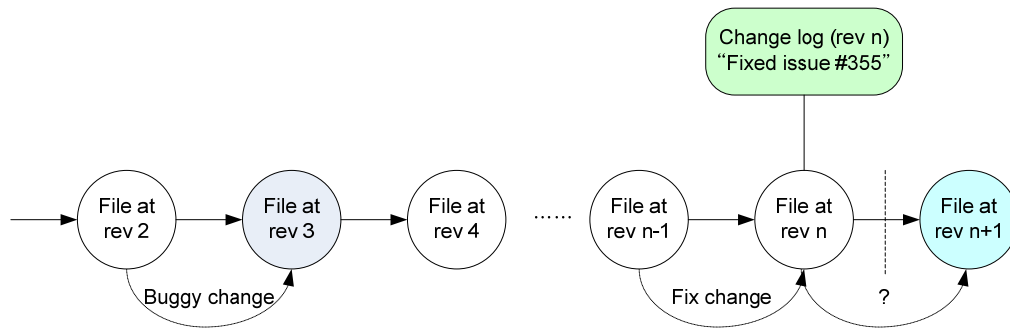 Change log (rev n)
“Fixed issue #355”
File at
rev 2
File at
rev 3
File at
rev 4
......
File at
rev n-1
File at
rev n
File at
rev n+1
Buggy change
Fix change
?